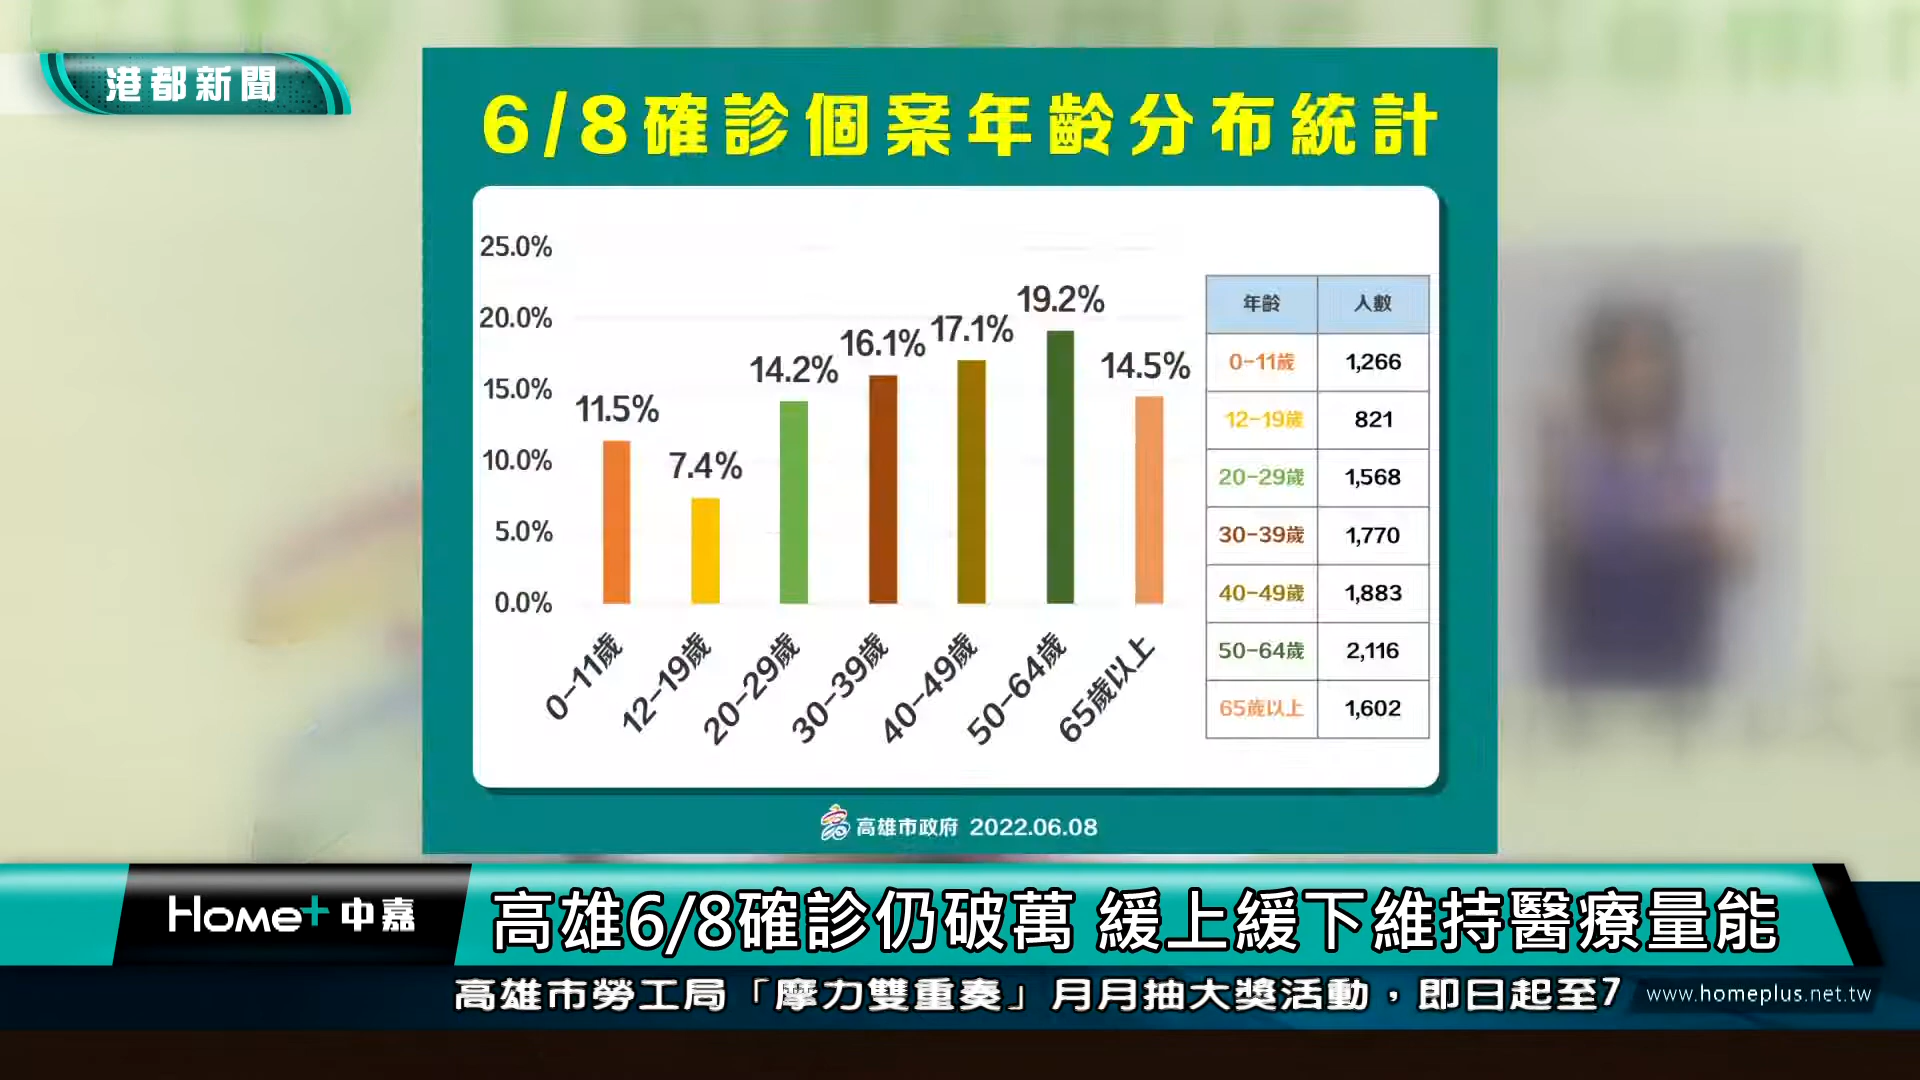 港都新聞
6/8確診個案年齡分布統計
25.0%
20.0%
15.0%
10.0%
5.0%
0.0%
11.5%
7.4%
14.2%
16.1%
17.1%
19.2%
14.5%
0-11歲
12-19歲
20-29歲
30-39歲
40-49歲
50-64歲
65歲以上
年齡 人數
0-11歲 1,266
12-19歲 821
20-29歲 1,568
30-39歲 1,770
40-49歲 1,883
50-64歲 2,116
65歲以上 1,602
高雄市政府 2022.06.08
Home+中嘉
高雄6/8確診仍破萬 緩上緩下維持醫療量能
高雄市勞工局「摩力雙重奏」月月抽大獎活動，即日起至7
www.homeplus.net.tw